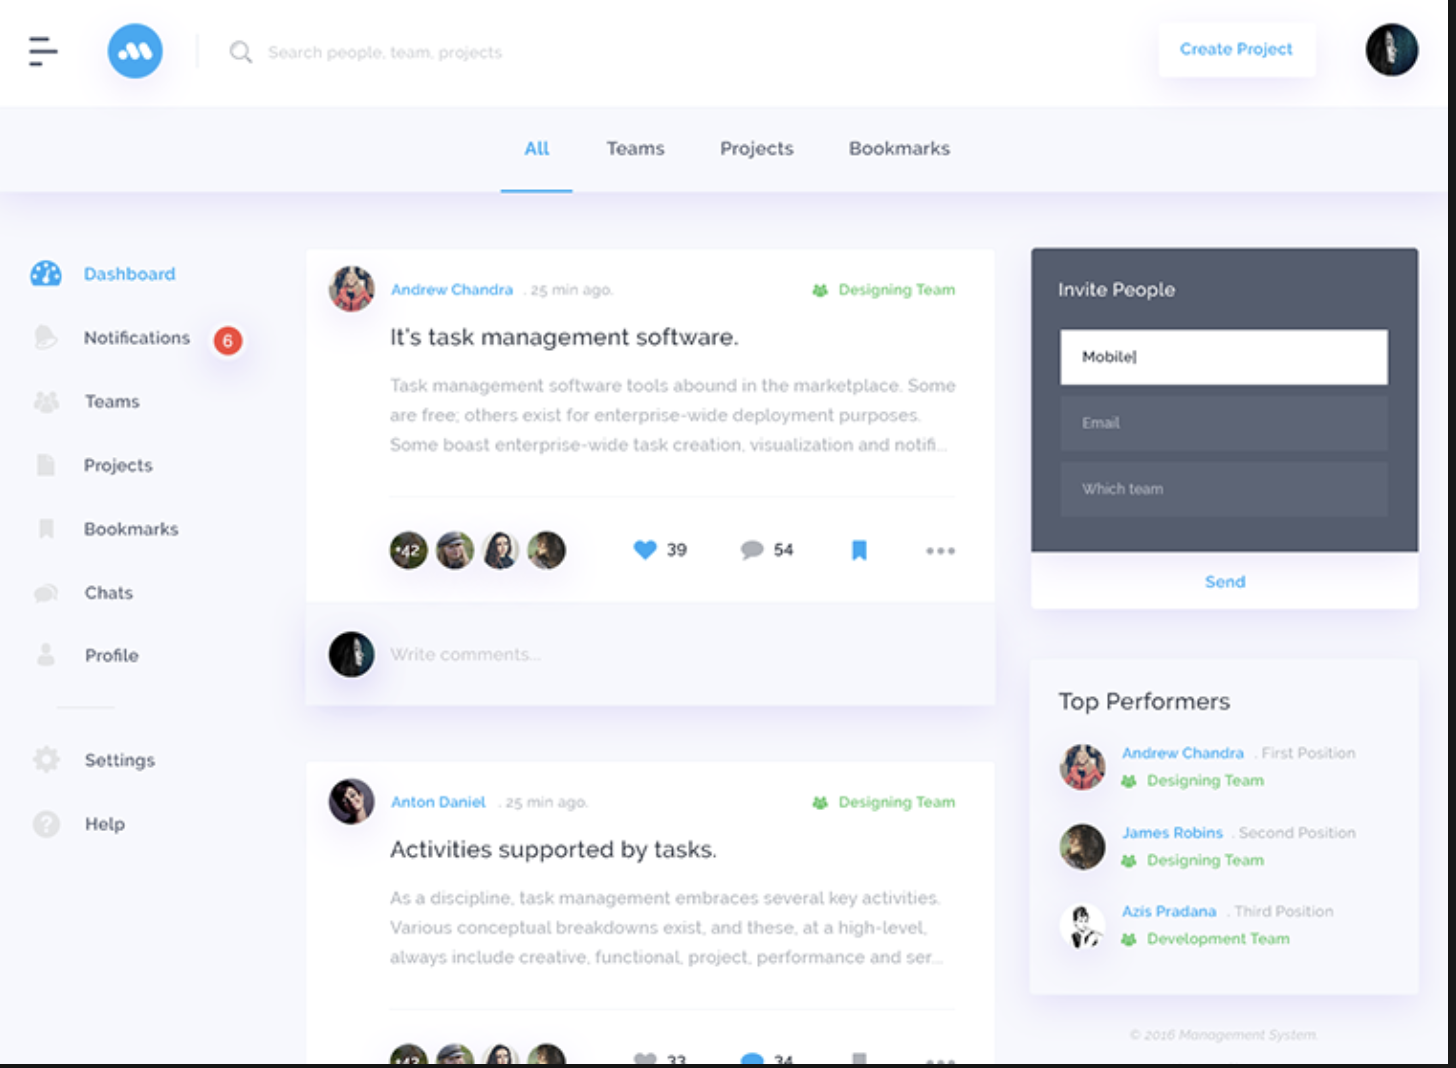 Search people, team, projects
Create Project
All
Teams
Projects
Bookmarks
Dashboard
Notifications
6
Teams
Projects
Bookmarks
Chats
Profile
Settings
Help
Andrew Chandra . 25 min ago.
Designing Team
It's task management software.
Task management software tools abound in the marketplace. Some
are free; others exist for enterprise-wide deployment purposes.
Some boast enterprise-wide task creation, visualization and notifi...
+42
39
54
Write comments...
Anton Daniel . 25 min ago.
Designing Team
Activities supported by tasks.
As a discipline, task management embraces several key activities.
Various conceptual breakdowns exist, and these, at a high-level,
always include creative, functional, project, performance and ser...
+42
33
34
Invite People
Mobile
Email
Which team
Send
Top Performers
Andrew Chandra . First Position
Designing Team
James Robins . Second Position
Designing Team
Azis Pradana . Third Position
Development Team
© 2016 Management System.